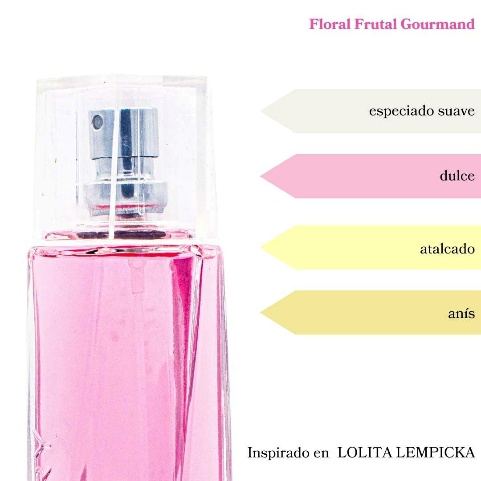 Floral Frutal Gourmand
especiado suave
dulce
atalcado
anís
Inspirado en LOLITA LEMPICKA